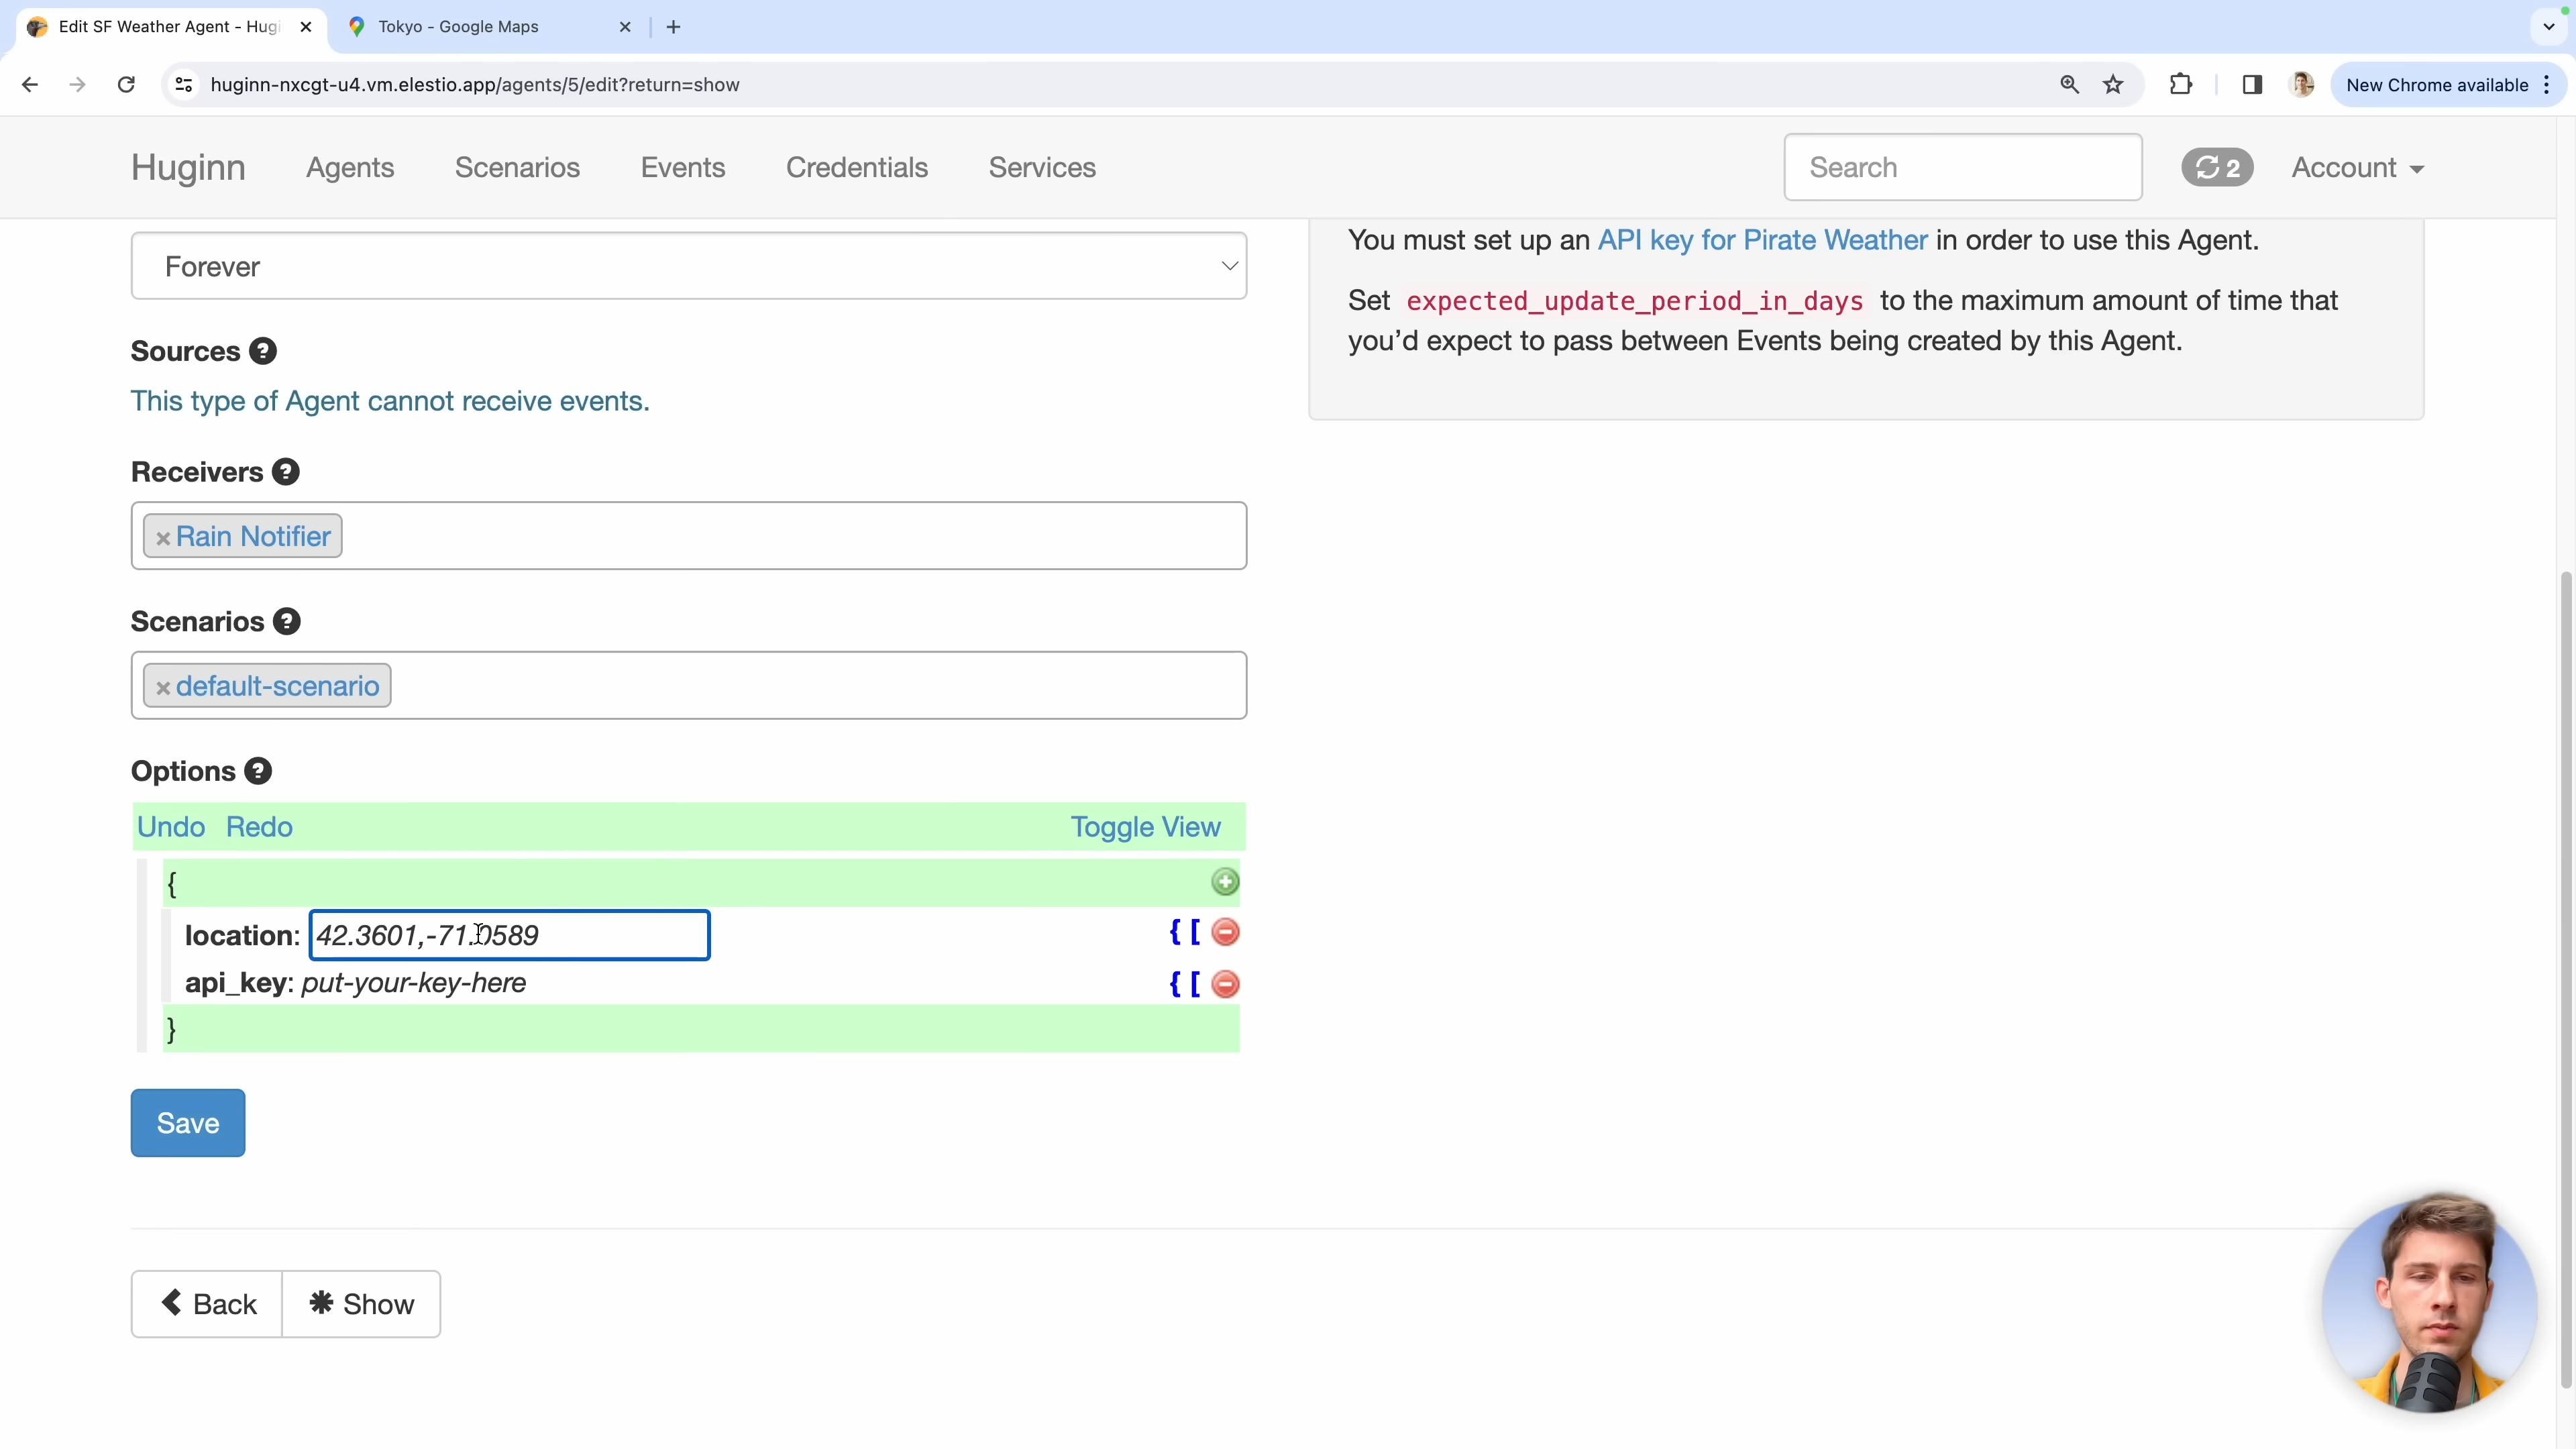 Edit SF Weather Agent - Hugi
Tokyo - Google Maps
huginn-nxcgt-u4.vm.elestio.app/agents/5/edit?return=show
New Chrome available
Huginn
Agents
Scenarios
Events
Credentials
Services
Search
2
Account
Forever
You must set up an API key for Pirate Weather in order to use this Agent.
Set expected_update_period_in_days to the maximum amount of time that
you'd expect to pass between Events being created by this Agent.
Sources ?
This type of Agent cannot receive events.
Receivers ?
×Rain Notifier
Scenarios ?
×default-scenario
Options ?
Undo Redo Toggle View
{
location: 42.3601,-71.0589 { [
api_key: put-your-key-here { [
}
Save
Back
Show